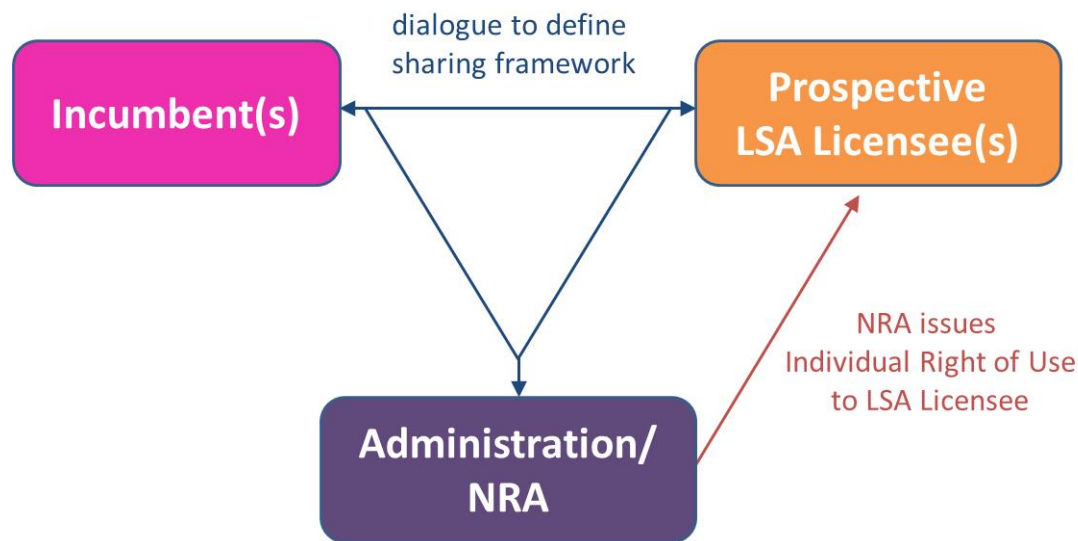 dialogue to define
sharing framework
Incumbent(s)
Prospective
LSA Licensee(s)
NRA issues
Individual Right of Use
to LSA Licensee
Administration/
NRA